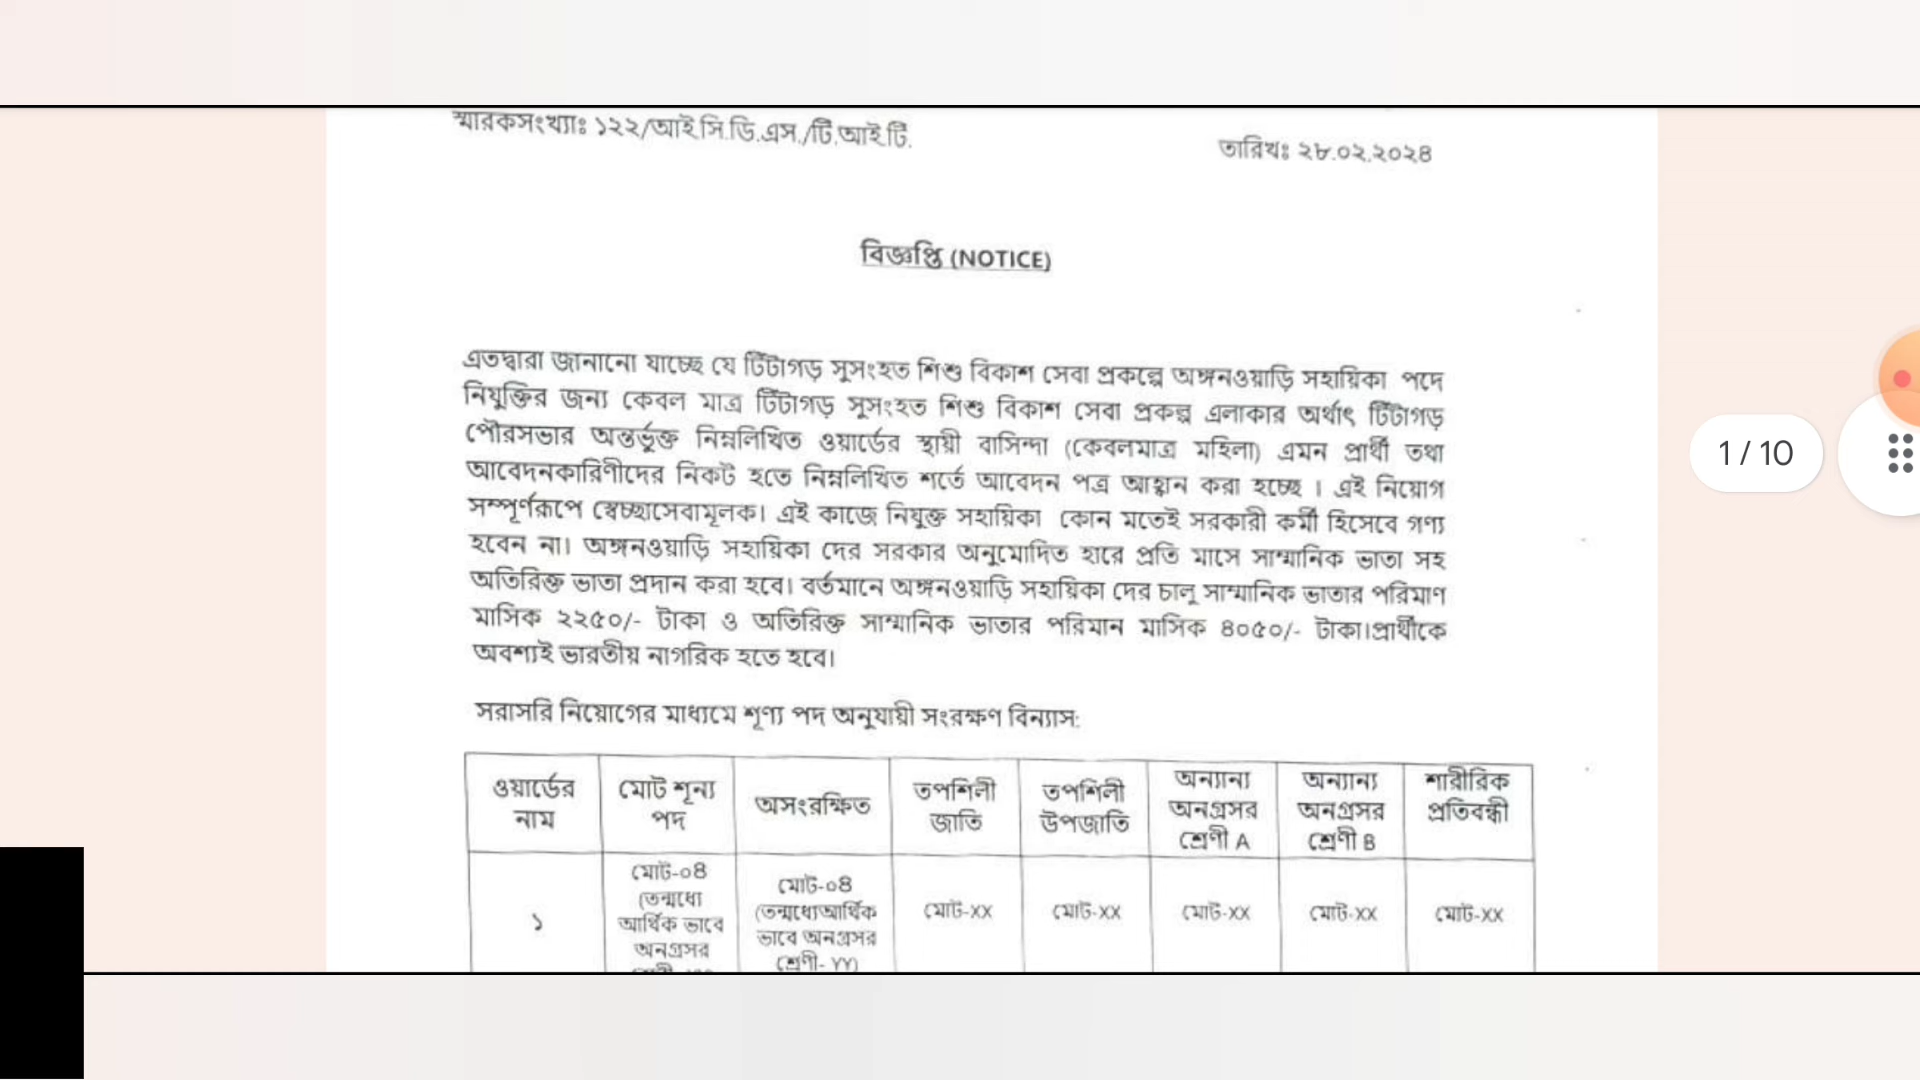 স্মারকসংখ্যাঃ ১২২/আই.সি.ডি.এস./টি.আই.টি.
তারিখঃ ২৮.০২.২০২৪
বিজ্ঞপ্তি (NOTICE)
এতদ্বারা জানানো যাচ্ছে যে টিটাগড় সুসংহত শিশু বিকাশ সেবা প্রকল্পে অঙ্গনওয়াড়ি সহায়িকা পদে
নিযুক্তির জন্য কেবল মাত্র টিটাগড় সুসংহত শিশু বিকাশ সেবা প্রকল্প এলাকার অর্থাৎ টিটাগড়
পৌরসভার অন্তর্ভুক্ত নিম্নলিখিত ওয়ার্ডের স্থায়ী বাসিন্দা (কেবলমাত্র মহিলা) এমন প্রার্থী তথা
আবেদনকারিণীদের নিকট হতে নিম্নলিখিত শর্তে আবেদন পত্র আহ্বান করা হচ্ছে । এই নিয়োগ
সম্পূর্ণরূপে স্বেচ্ছাসেবামূলক। এই কাজে নিযুক্ত সহায়িকা কোন মতেই সরকারী কর্মী হিসেবে গণ্য
হবেন না। অঙ্গনওয়াড়ি সহায়িকা দের সরকার অনুমোদিত হারে প্রতি মাসে সাম্মানিক ভাতা সহ
অতিরিক্ত ভাতা প্রদান করা হবে। বর্তমানে অঙ্গনওয়াড়ি সহায়িকা দের চালু সাম্মানিক ভাতার পরিমাণ
মাসিক ২২৫০/- টাকা ও অতিরিক্ত সাম্মানিক ভাতার পরিমান মাসিক ৪০৫০/- টাকা।প্রার্থীকে
অবশ্যই ভারতীয় নাগরিক হতে হবে।
সরাসরি নিয়োগের মাধ্যমে শূণ্য পদ অনুযায়ী সংরক্ষণ বিন্যাস:
ওয়ার্ডের নাম
মোট শূন্য পদ
অসংরক্ষিত
তপশিলী জাতি
তপশিলী উপজাতি
অন্যান্য অনগ্রসর শ্রেণী A
অন্যান্য অনগ্রসর শ্রেণী B
শারীরিক প্রতিবন্ধী
১
মোট-০৪
(তন্মধ্যে
আর্থিক ভাবে
অনগ্রসর
মোট-০৪
(তন্মধ্যেআর্থিক
ভাবে অনগ্রসর
শ্রেণী- YY)
মোট-XX
মোট-XX
মোট-XX
মোট-XX
মোট-XX
1 / 10